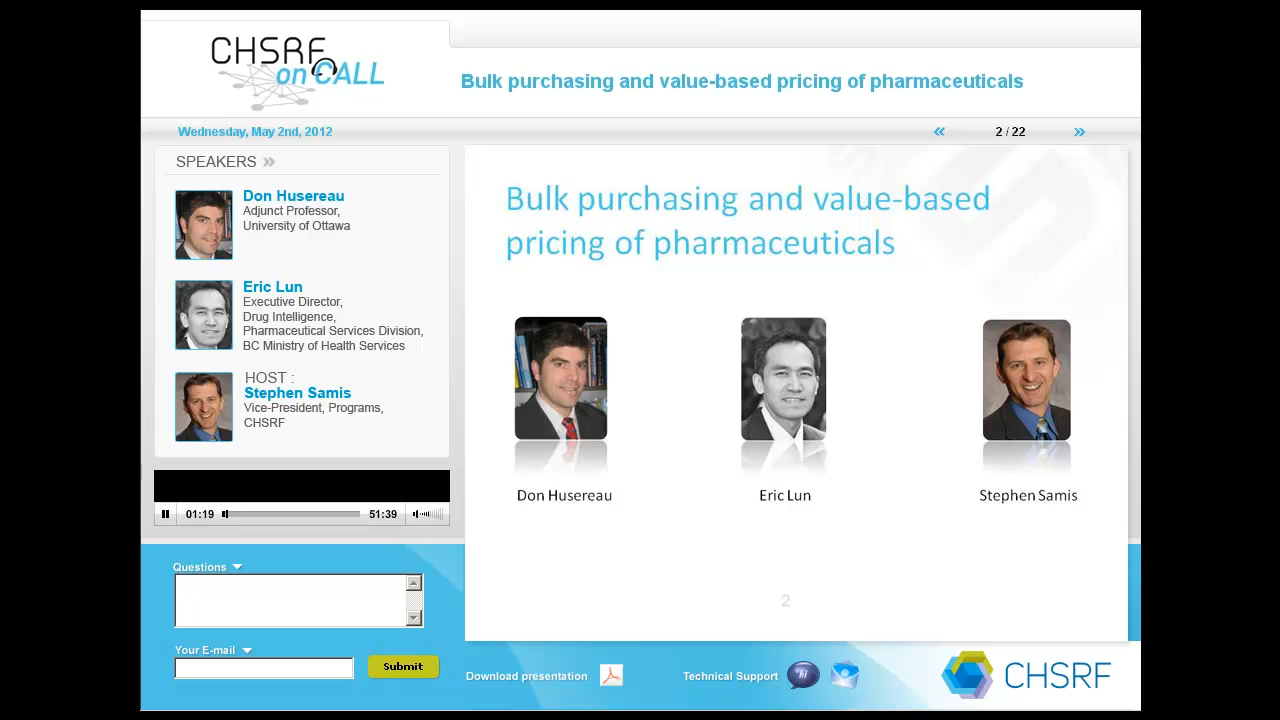 CHSRF
on CALL
Bulk purchasing and value-based pricing of pharmaceuticals
Wednesday, May 2nd, 2012
2 / 22
SPEAKERS
Don Husereau
Adjunct Professor,
University of Ottawa
Eric Lun
Executive Director,
Drug Intelligence,
Pharmaceutical Services Division,
BC Ministry of Health Services
HOST :
Stephen Samis
Vice-President, Programs,
CHSRF
01:19
51:39
Questions
Your E-mail
Submit
Bulk purchasing and value-based
pricing of pharmaceuticals
Don Husereau
Eric Lun
Stephen Samis
2
Download presentation
Technical Support
hi
CHSRF